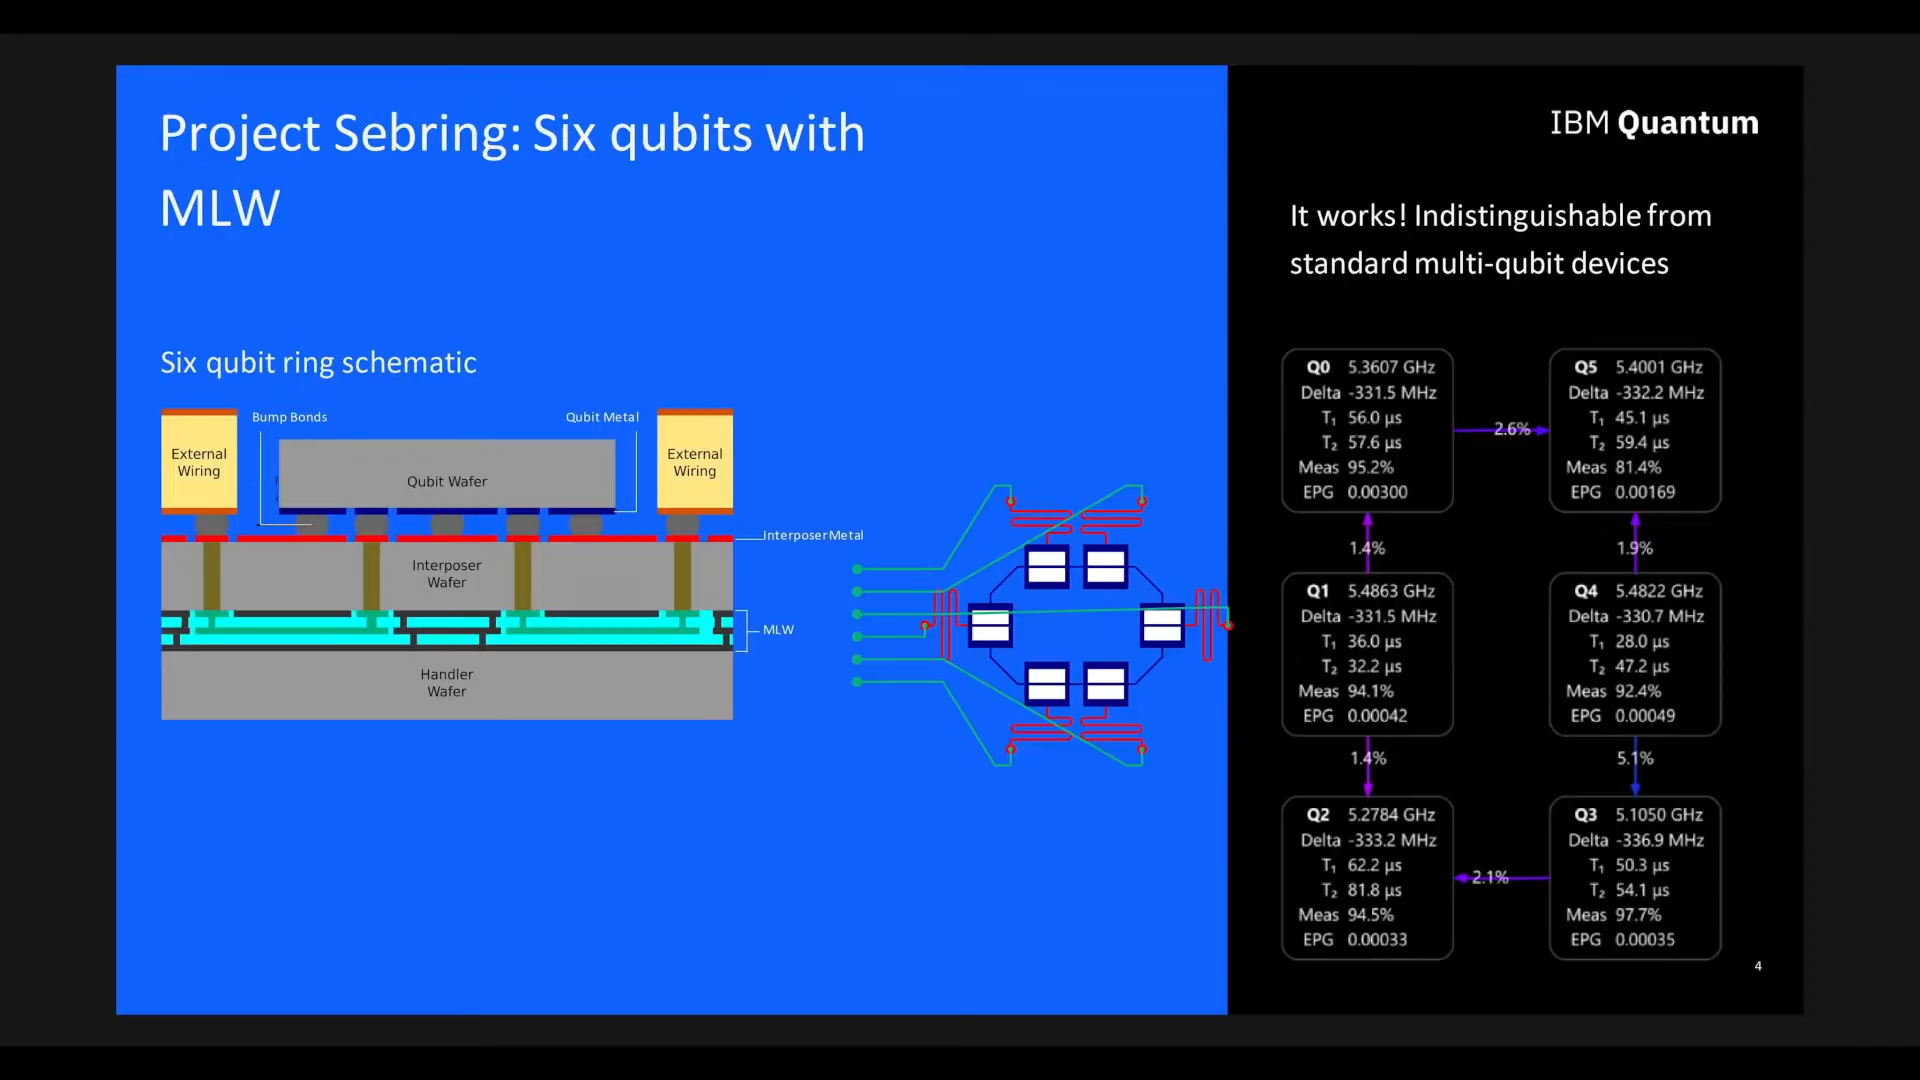 Project Sebring: Six qubits with
MLW
Six qubit ring schematic
Bump Bonds
Qubit Metal
External
Wiring
Qubit Wafer
External
Wiring
Interposer Metal
Interposer
Wafer
MLW
Handler
Wafer
IBM Quantum
It works! Indistinguishable from
standard multi-qubit devices
Q0 5.3607 GHz
Delta -331.5 MHz
T₁ 56.0 µs
T₂ 57.6 µs
Meas 95.2%
EPG 0.00300
2.6%
Q5 5.4001 GHz
Delta -332.2 MHz
T₁ 45.1 µs
T₂ 59.4 µs
Meas 81.4%
EPG 0.00169
1.4%
1.9%
Q1 5.4863 GHz
Delta -331.5 MHz
T₁ 36.0 µs
T₂ 32.2 µs
Meas 94.1%
EPG 0.00042
Q4 5.4822 GHz
Delta -330.7 MHz
T₁ 28.0 µs
T₂ 47.2 µs
Meas 92.4%
EPG 0.00049
1.4%
5.1%
Q2 5.2784 GHz
Delta -333.2 MHz
T₁ 62.2 µs
T₂ 81.8 µs
Meas 94.5%
EPG 0.00033
2.1%
Q3 5.1050 GHz
Delta -336.9 MHz
T₁ 50.3 µs
T₂ 54.1 µs
Meas 97.7%
EPG 0.00035
4